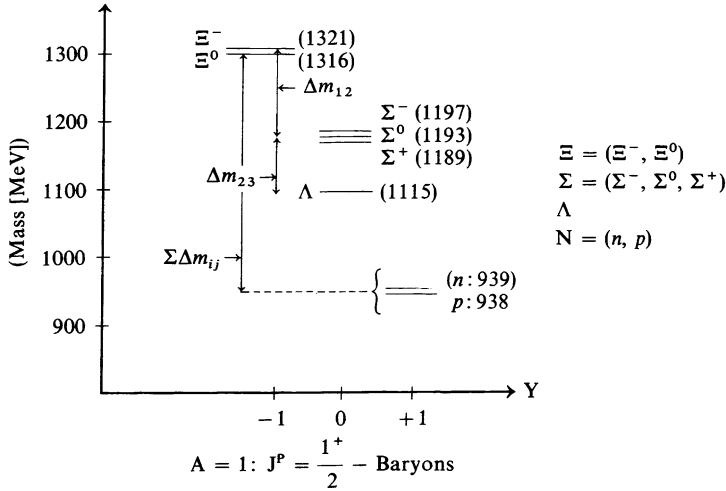 Ξ⁻ (1321)
1300 Ξ⁰ (1316)
Δm₁₂
1200 Σ⁻ (1197)
Σ⁰ (1193)
Σ⁺ (1189)
Δm₂₃
1100 Λ (1115)
(Mass [MeV])
1000 ΣΔmᵢⱼ
(n : 939)
p : 938
900
Ξ = (Ξ⁻, Ξ⁰)
Σ = (Σ⁻, Σ⁰, Σ⁺)
Λ
N = (n, p)
Y
−1 0 +1
A = 1: Jᴾ = 1⁺/2 − Baryons